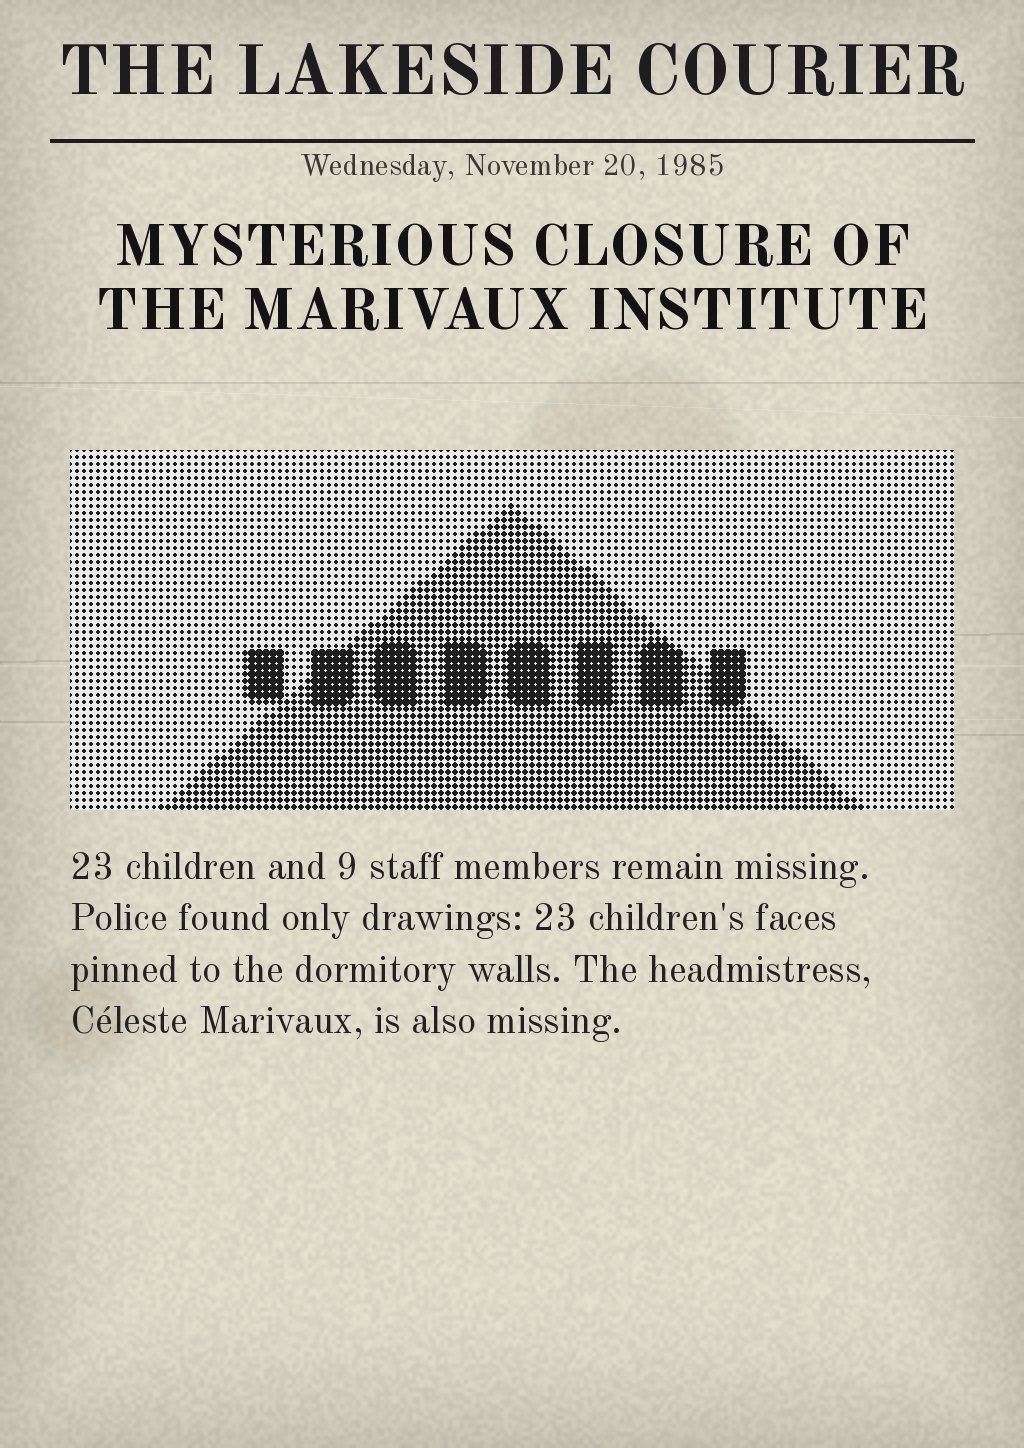 THE LAKESIDE COURIER
Wednesday, November 20, 1985
MYSTERIOUS CLOSURE OF
THE MARIVAUX INSTITUTE
23 children and 9 staff members remain missing.
Police found only drawings: 23 children's faces
pinned to the dormitory walls. The headmistress,
Céleste Marivaux, is also missing.